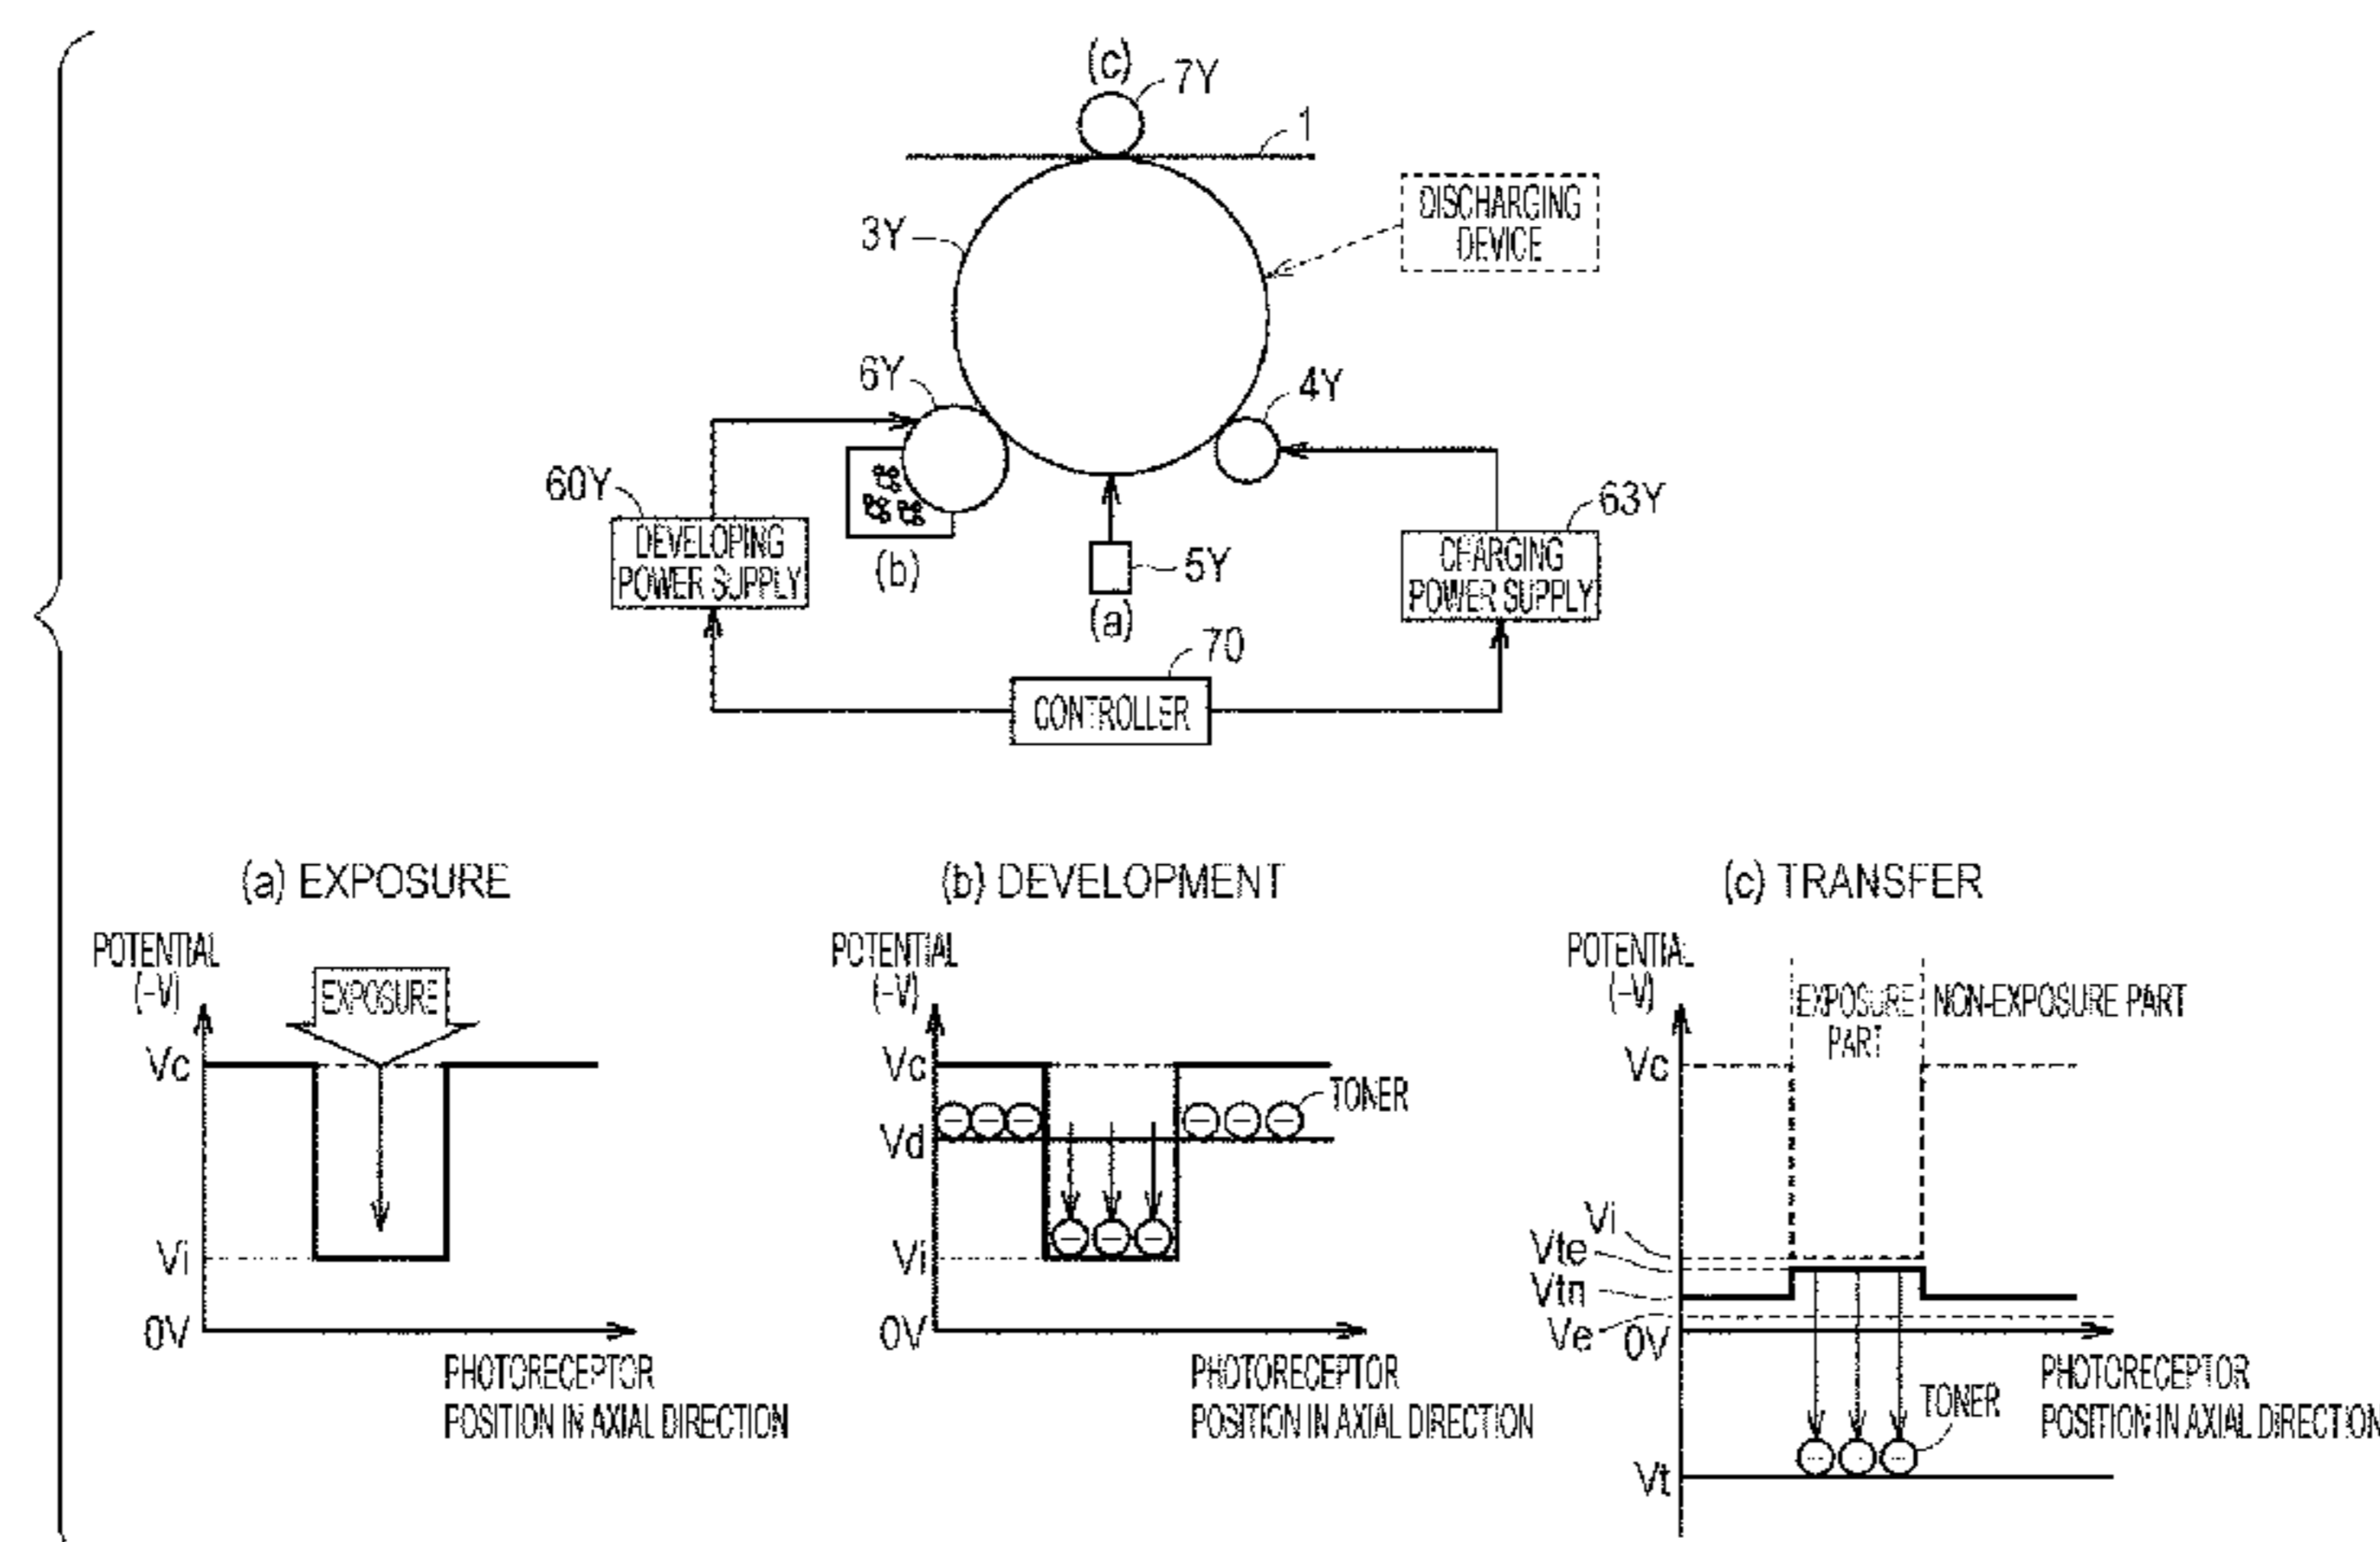 (c)
7Y
1
3Y
DISCHARGING
DEVICE
6Y
4Y
60Y
63Y
DEVELOPING
POWER SUPPLY
(b)
5Y
(a)
CHARGING
POWER SUPPLY
70
CONTROLLER
(a) EXPOSURE
POTENTIAL
(-V)
EXPOSURE
Vc
Vi
0V
PHOTORECEPTOR
POSITION IN AXIAL DIRECTION
(b) DEVELOPMENT
POTENTIAL
(-V)
Vc
TONER
Vd
Vi
0V
PHOTORECEPTOR
POSITION IN AXIAL DIRECTION
(c) TRANSFER
POTENTIAL
(-V)
EXPOSURE
PART
NON-EXPOSURE PART
Vc
Vi
Vte
Vtn
Ve
0V
PHOTORECEPTOR
POSITION IN AXIAL DIRECTION
TONER
Vt